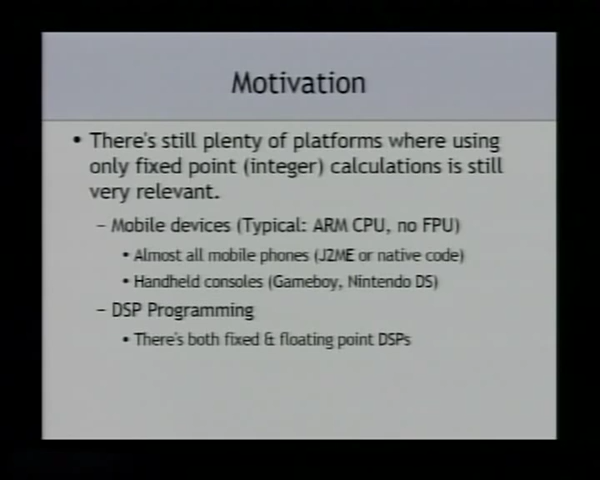 Motivation
• There's still plenty of platforms where using
only fixed point (integer) calculations is still
very relevant.
– Mobile devices (Typical: ARM CPU, no FPU)
• Almost all mobile phones (J2ME or native code)
• Handheld consoles (Gameboy, Nintendo DS)
– DSP Programming
• There's both fixed & floating point DSPs